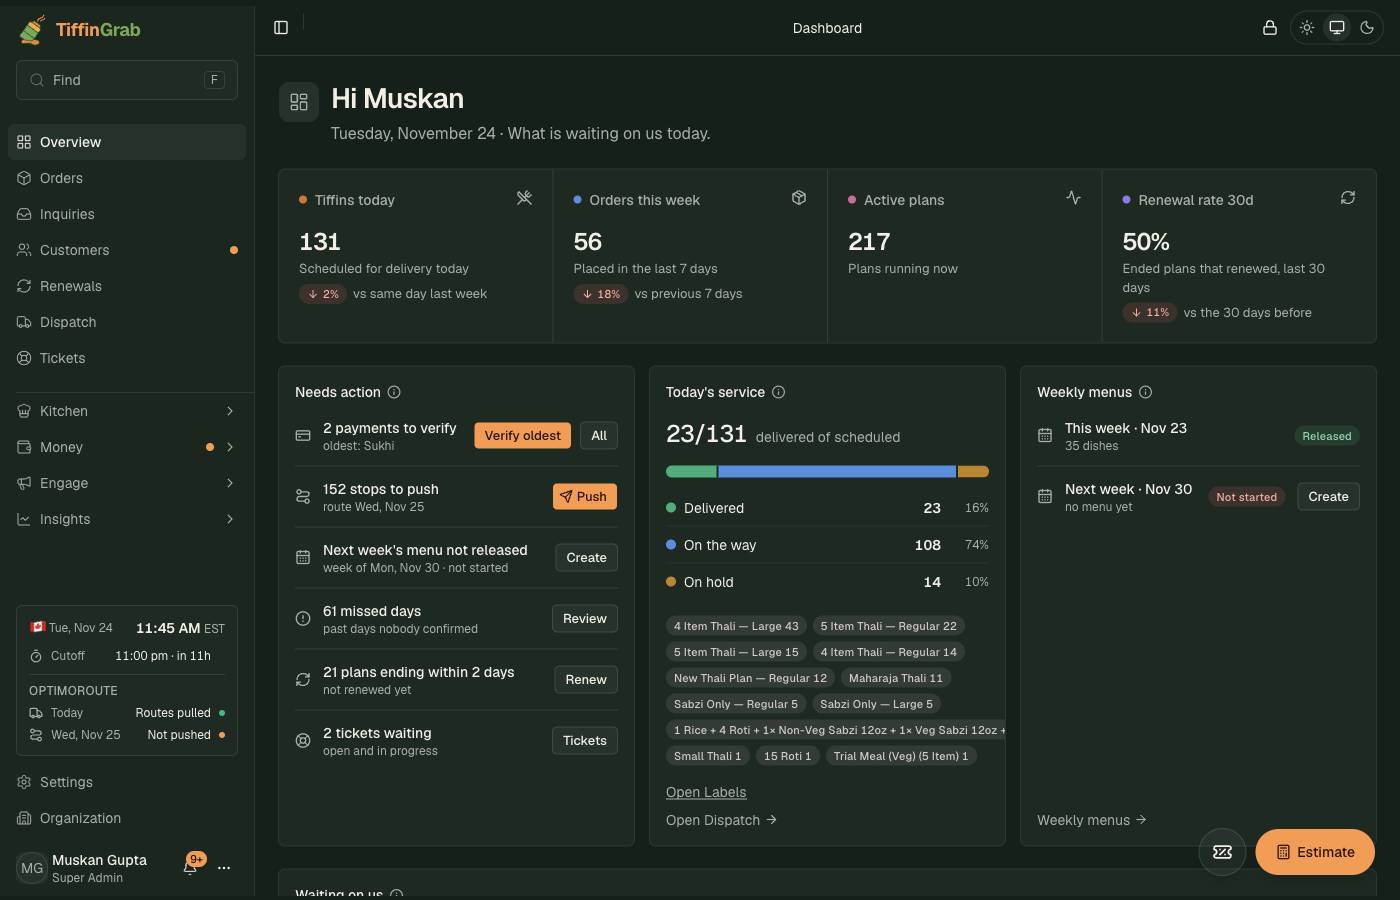 TiffinGrab
Find
F
Overview
Orders
Inquiries
Customers
Renewals
Dispatch
Tickets
Kitchen
Money
Engage
Insights
Tue, Nov 24 11:45 AM EST
Cutoff 11:00 pm · in 11h
OPTIMOROUTE
Today Routes pulled
Wed, Nov 25 Not pushed
Settings
Organization
MG
Muskan Gupta
Super Admin
9+
Dashboard
Hi Muskan
Tuesday, November 24 · What is waiting on us today.
Tiffins today
131
Scheduled for delivery today
↓ 2% vs same day last week
Orders this week
56
Placed in the last 7 days
↓ 18% vs previous 7 days
Active plans
217
Plans running now
Renewal rate 30d
50%
Ended plans that renewed, last 30
days
↓ 11% vs the 30 days before
Needs action
2 payments to verify
oldest: Sukhi
Verify oldest
All
152 stops to push
route Wed, Nov 25
Push
Next week's menu not released
week of Mon, Nov 30 · not started
Create
61 missed days
past days nobody confirmed
Review
21 plans ending within 2 days
not renewed yet
Renew
2 tickets waiting
open and in progress
Tickets
Today's service
23/131 delivered of scheduled
Delivered 23 16%
On the way 108 74%
On hold 14 10%
4 Item Thali — Large 43
5 Item Thali — Regular 22
5 Item Thali — Large 15
4 Item Thali — Regular 14
New Thali Plan — Regular 12
Maharaja Thali 11
Sabzi Only — Regular 5
Sabzi Only — Large 5
1 Rice + 4 Roti + 1× Non-Veg Sabzi 12oz + 1× Veg Sabzi 12oz +
Small Thali 1
15 Roti 1
Trial Meal (Veg) (5 Item) 1
Open Labels
Open Dispatch →
Weekly menus
This week · Nov 23
35 dishes
Released
Next week · Nov 30
no menu yet
Not started
Create
Weekly menus →
Estimate
Waiting on us